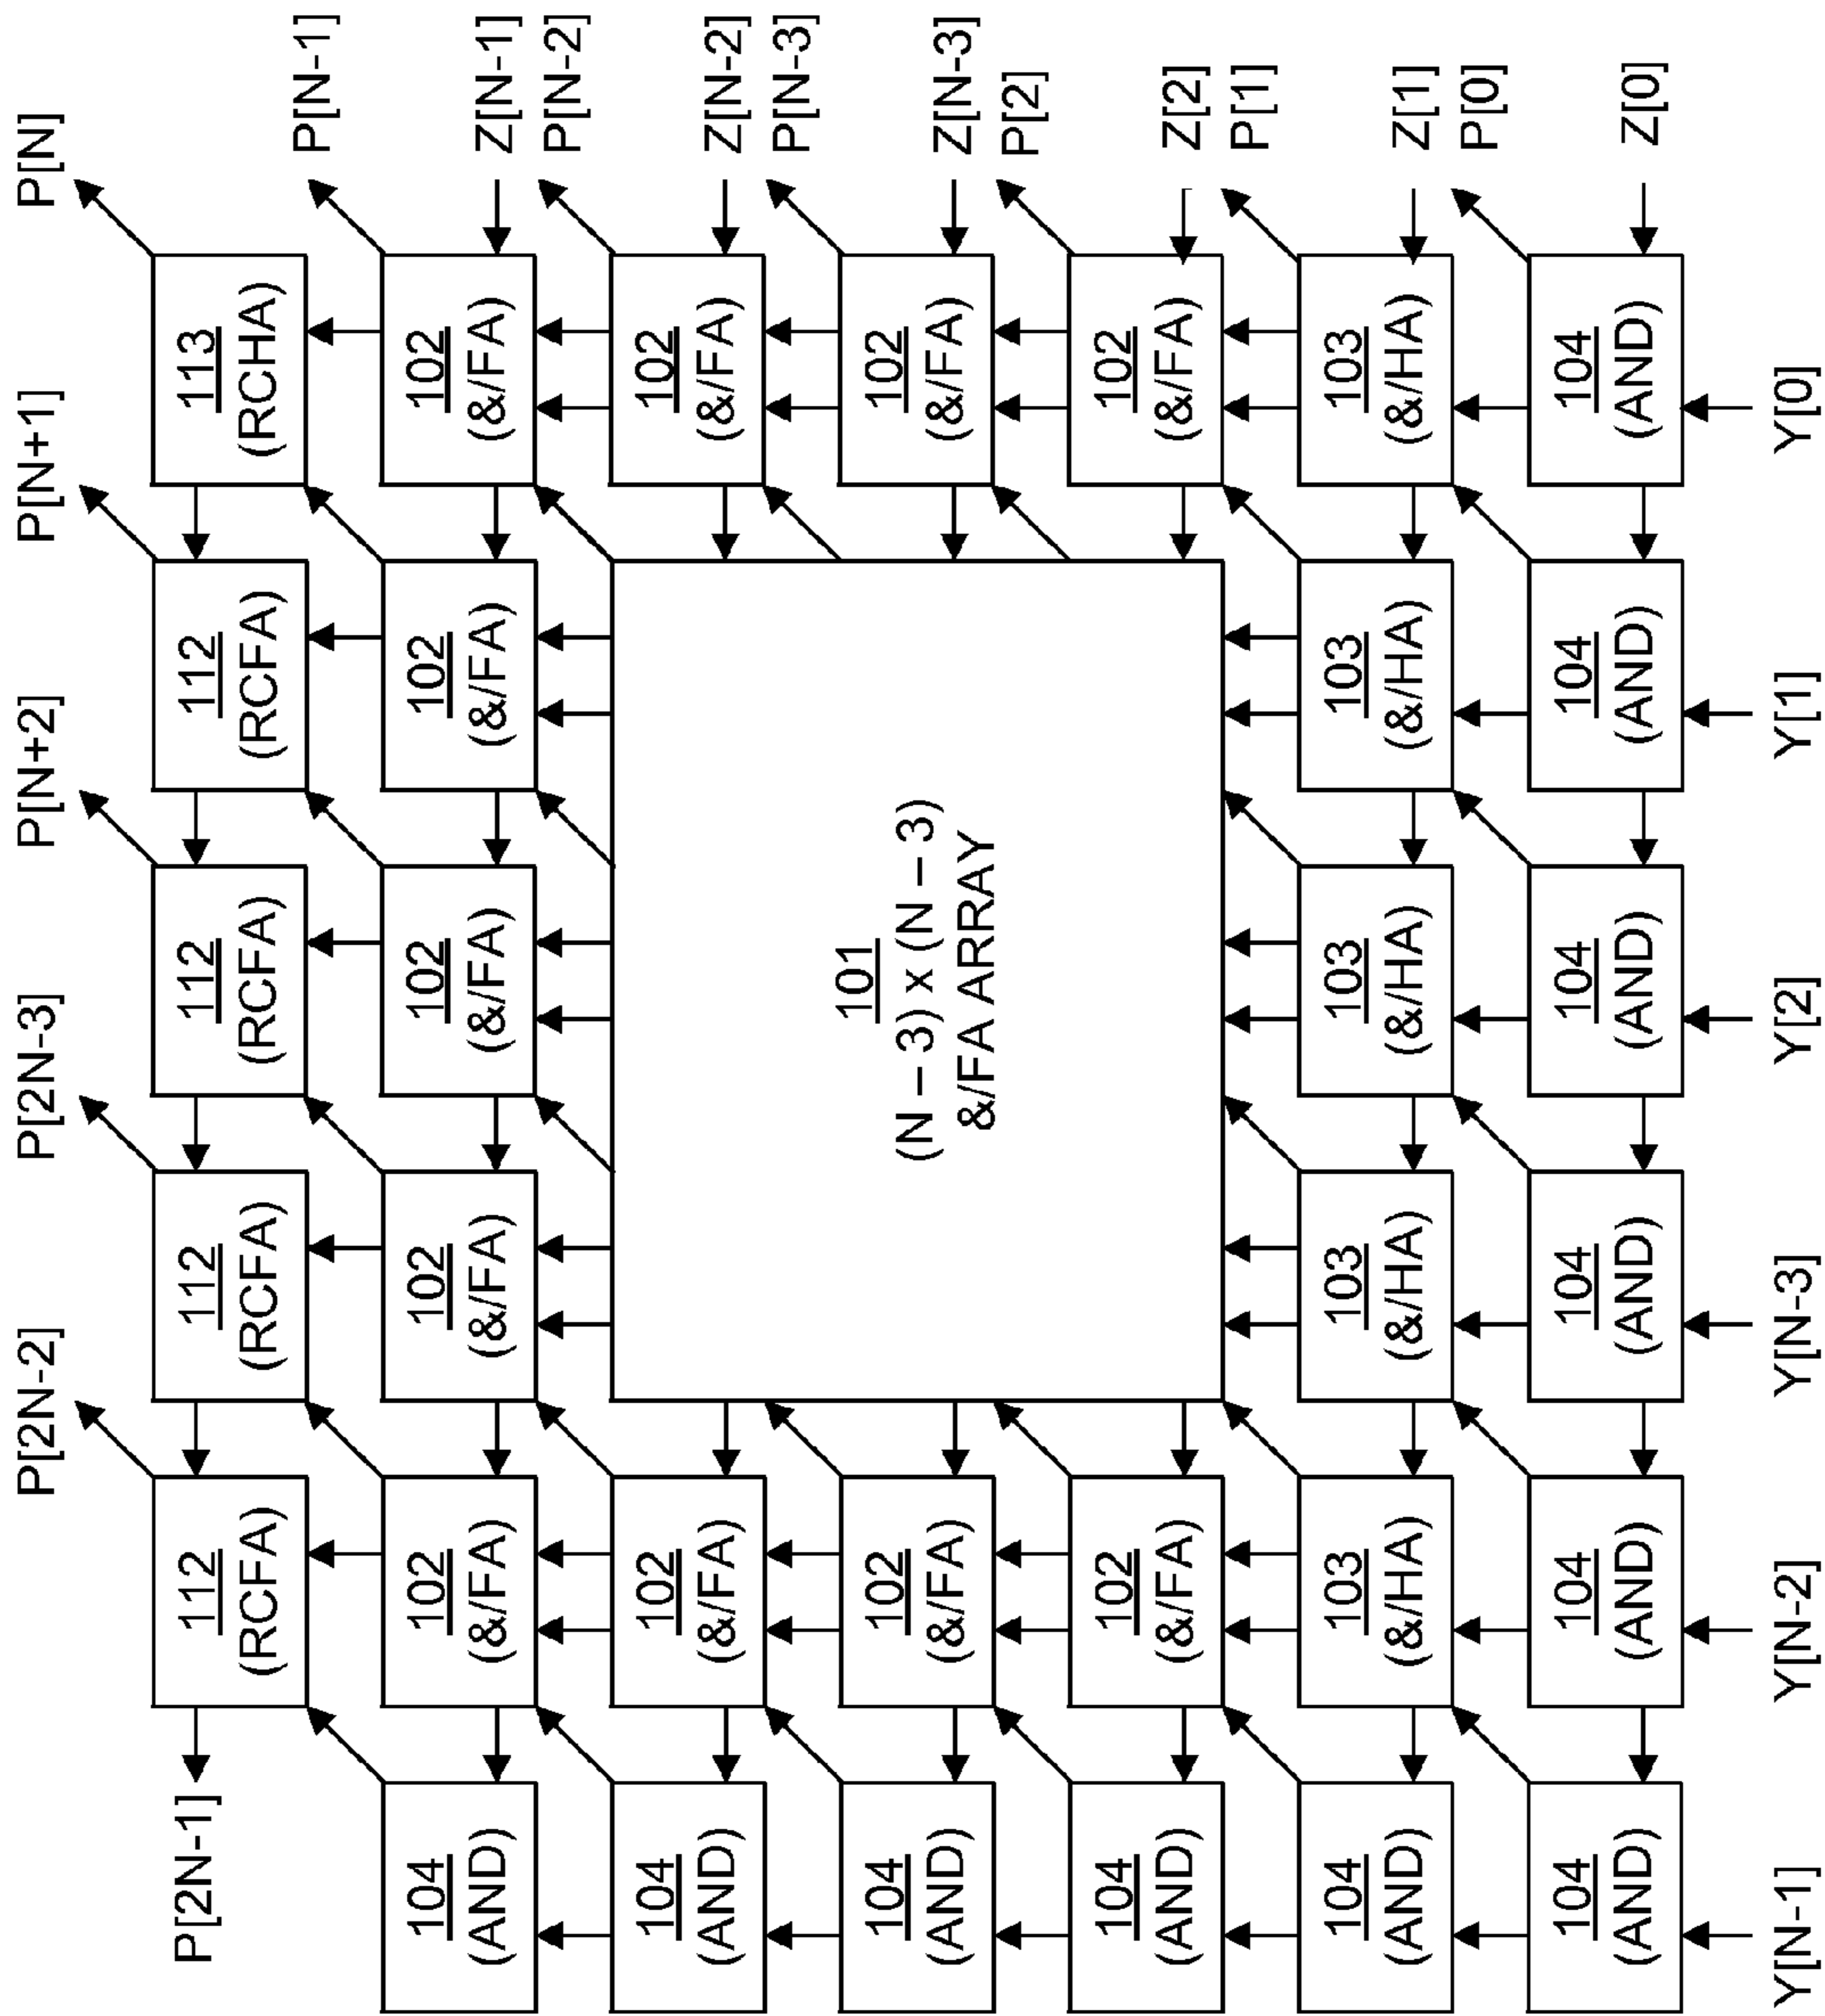 P[2N-2]
P[2N-3]
P[N+2]
P[N+1]
P[N]
P[2N-1]
112
(RCFA)
112
(RCFA)
112
(RCFA)
112
(RCFA)
113
(RCHA)
P[N-1]
104
(AND)
102
(&/FA)
102
(&/FA)
102
(&/FA)
102
(&/FA)
102
(&/FA)
Z[N-1]
P[N-2]
104
(AND)
102
(&/FA)
102
(&/FA)
Z[N-2]
P[N-3]
104
(AND)
102
(&/FA)
101
(N – 3) x (N – 3)
&/FA ARRAY
102
(&/FA)
Z[N-3]
P[2]
104
(AND)
102
(&/FA)
102
(&/FA)
Z[2]
P[1]
104
(AND)
103
(&/HA)
103
(&/HA)
103
(&/HA)
103
(&/HA)
103
(&/HA)
Z[1]
P[0]
104
(AND)
104
(AND)
104
(AND)
104
(AND)
104
(AND)
104
(AND)
Z[0]
Y[N-1]
Y[N-2]
Y[N-3]
Y[2]
Y[1]
Y[0]